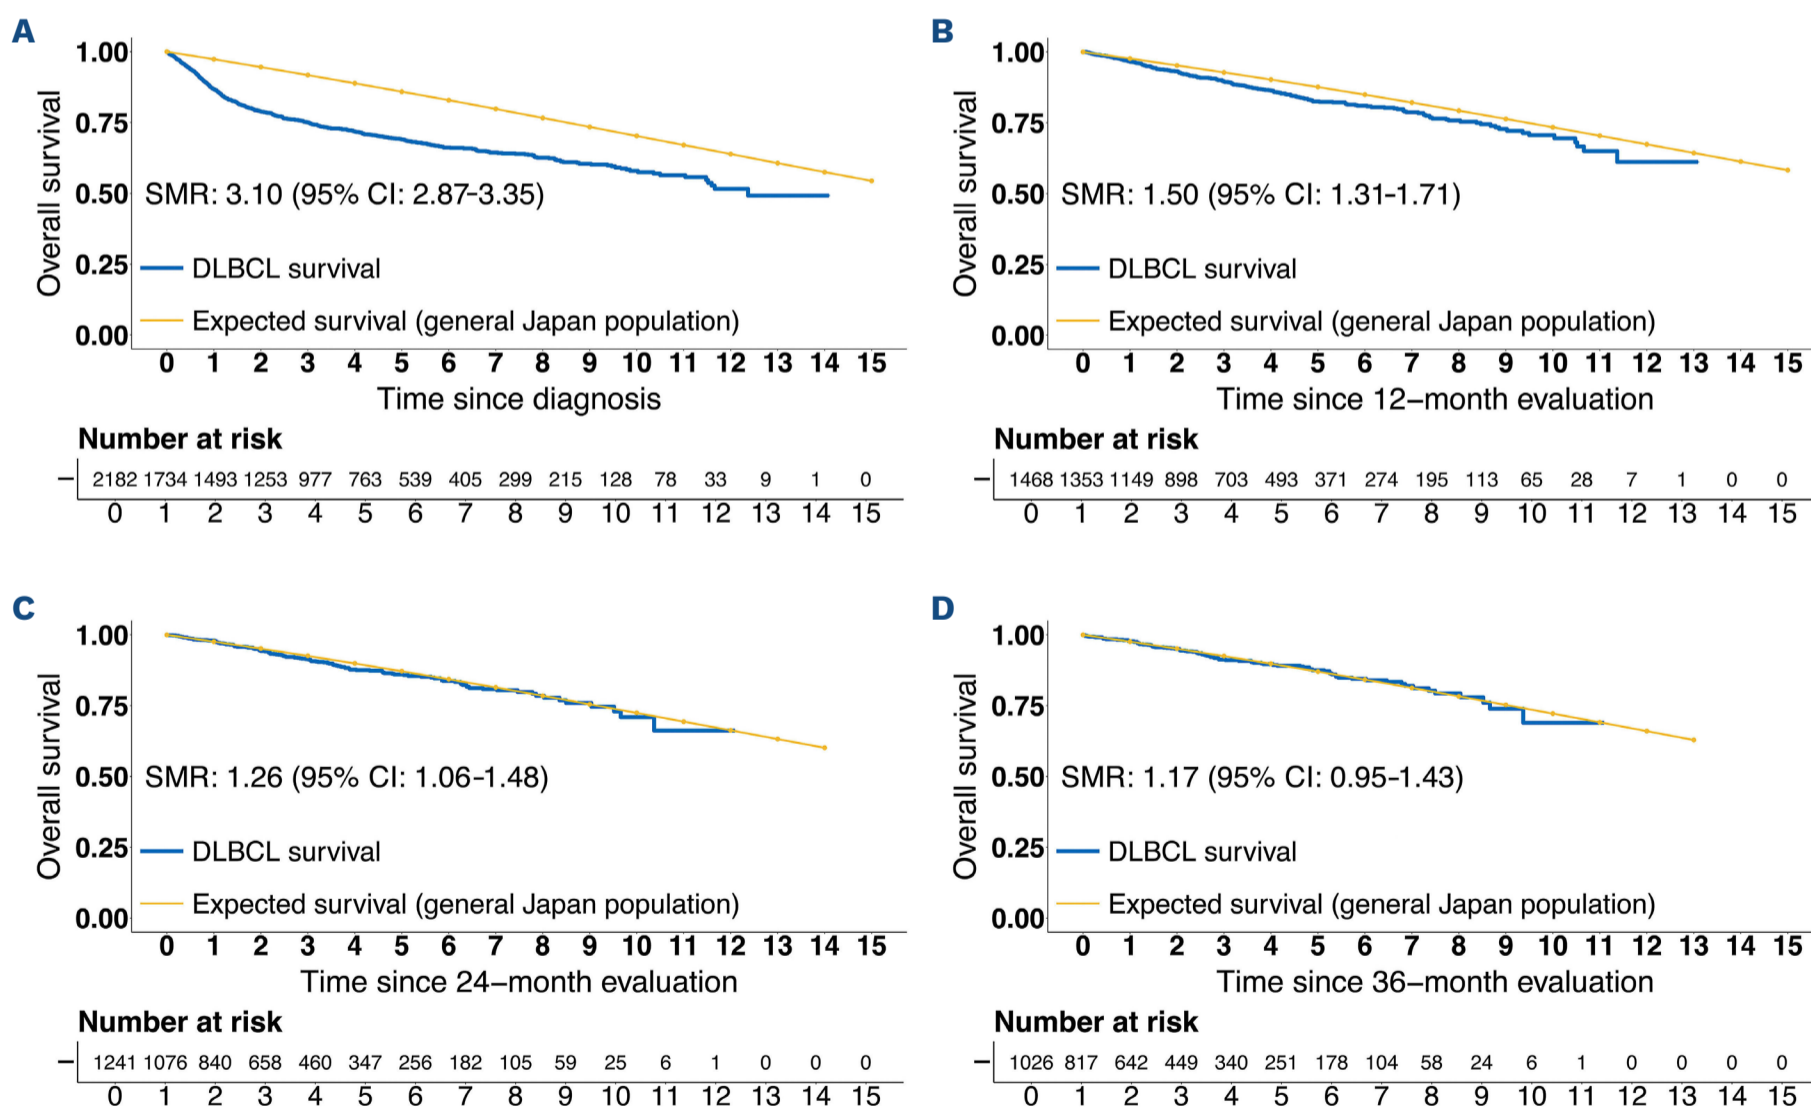 A
1.00
0.75
0.50
0.25
0.00
Overall survival
SMR: 3.10 (95% CI: 2.87–3.35)
DLBCL survival
Expected survival (general Japan population)
0 1 2 3 4 5 6 7 8 9 10 11 12 13 14 15
Time since diagnosis
Number at risk
2182 1734 1493 1253 977 763 539 405 299 215 128 78 33 9 1 0
0 1 2 3 4 5 6 7 8 9 10 11 12 13 14 15
B
1.00
0.75
0.50
0.25
0.00
Overall survival
SMR: 1.50 (95% CI: 1.31–1.71)
DLBCL survival
Expected survival (general Japan population)
0 1 2 3 4 5 6 7 8 9 10 11 12 13 14 15
Time since 12–month evaluation
Number at risk
1468 1353 1149 898 703 493 371 274 195 113 65 28 7 1 0 0
0 1 2 3 4 5 6 7 8 9 10 11 12 13 14 15
C
1.00
0.75
0.50
0.25
0.00
Overall survival
SMR: 1.26 (95% CI: 1.06–1.48)
DLBCL survival
Expected survival (general Japan population)
0 1 2 3 4 5 6 7 8 9 10 11 12 13 14 15
Time since 24–month evaluation
Number at risk
1241 1076 840 658 460 347 256 182 105 59 25 6 1 0 0 0
0 1 2 3 4 5 6 7 8 9 10 11 12 13 14 15
D
1.00
0.75
0.50
0.25
0.00
Overall survival
SMR: 1.17 (95% CI: 0.95–1.43)
DLBCL survival
Expected survival (general Japan population)
0 1 2 3 4 5 6 7 8 9 10 11 12 13 14 15
Time since 36–month evaluation
Number at risk
1026 817 642 449 340 251 178 104 58 24 6 1 0 0 0 0
0 1 2 3 4 5 6 7 8 9 10 11 12 13 14 15